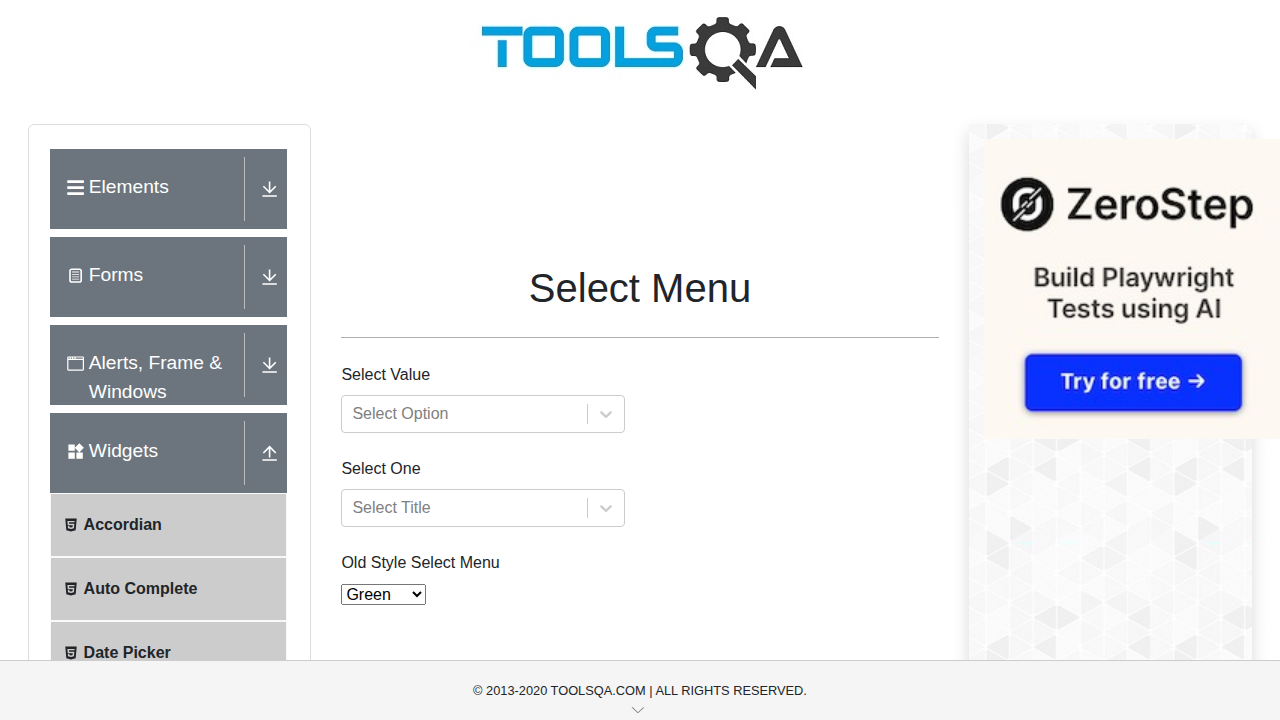 TOOLSQA
Elements
Forms
Alerts, Frame &
Windows
Widgets
Accordian
Auto Complete
Date Picker
Select Menu
Select Value
Select Option
Select One
Select Title
Old Style Select Menu
Green
ZeroStep
Build Playwright
Tests using AI
Try for free →
© 2013-2020 TOOLSQA.COM | ALL RIGHTS RESERVED.